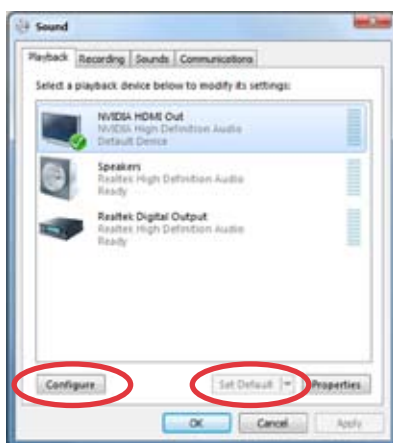 Sound
Playback Recording Sounds Communications
Select a playback device below to modify its settings:
NVIDIA HDMI Out
NVIDIA High Definition Audio
Default Device
Speakers
Realtek High Definition Audio
Ready
Realtek Digital Output
Realtek High Definition Audio
Ready
Configure Set Default Properties
OK Cancel Apply